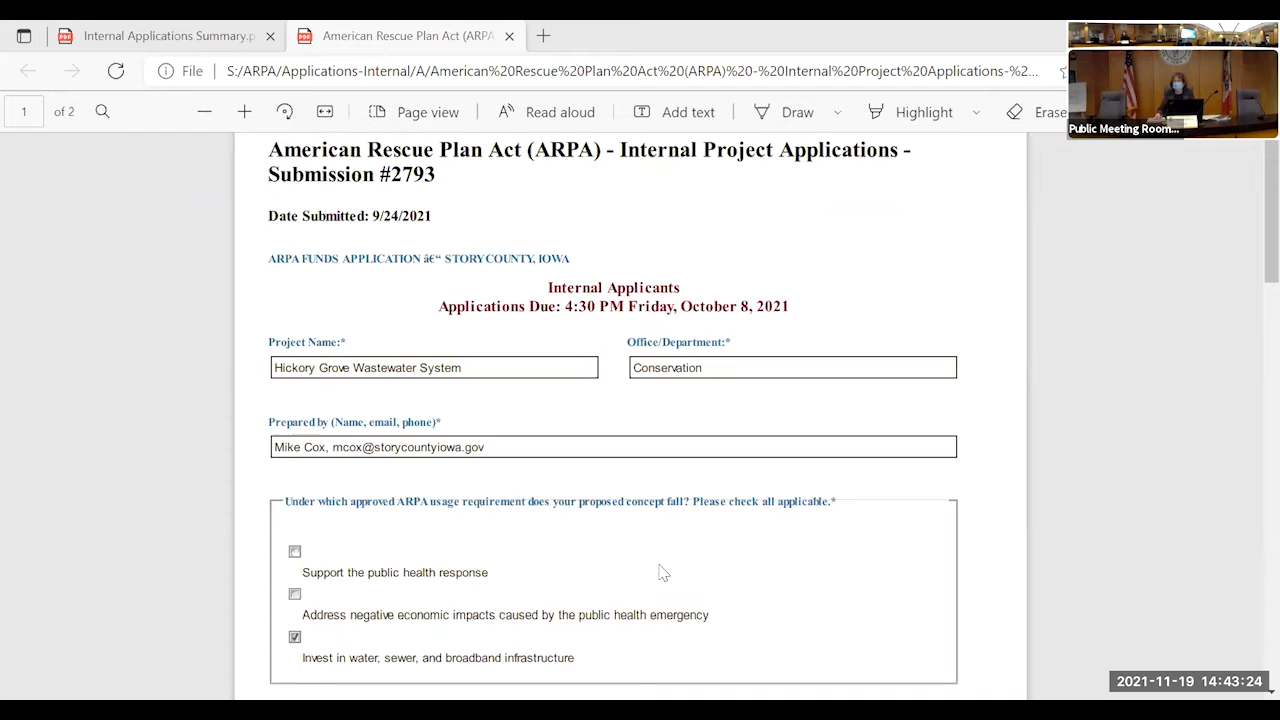 Internal Applications Summary.p
American Rescue Plan Act (ARPA
File
S:/ARPA/Applications-Internal/A/American%20Rescue%20Plan%20Act%20(ARPA)%20-%20Internal%20Project%20Applications-%2...
1 of 2
Page view
Read aloud
Add text
Draw
Highlight
Erase
Public Meeting Room...
American Rescue Plan Act (ARPA) - Internal Project Applications -
Submission #2793
Date Submitted: 9/24/2021
ARPA FUNDS APPLICATION â€“ STORY COUNTY, IOWA
Internal Applicants
Applications Due: 4:30 PM Friday, October 8, 2021
Project Name:*
Office/Department:*
Hickory Grove Wastewater System
Conservation
Prepared by (Name, email, phone)*
Mike Cox, mcox@storycountyiowa.gov
Under which approved ARPA usage requirement does your proposed concept fall? Please check all applicable.*
Support the public health response
Address negative economic impacts caused by the public health emergency
Invest in water, sewer, and broadband infrastructure
2021-11-19 14:43:24